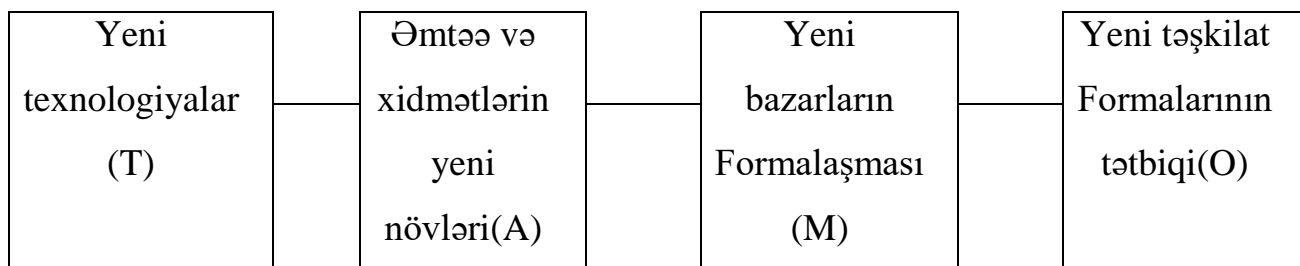 Yeni
texnologiyalar
(T)
Əmtəə və
xidmətlərin
yeni
növləri(A)
Yeni
bazarların
Formalaşması
(M)
Yeni təşkilat
Formalarının
tətbiqi(O)